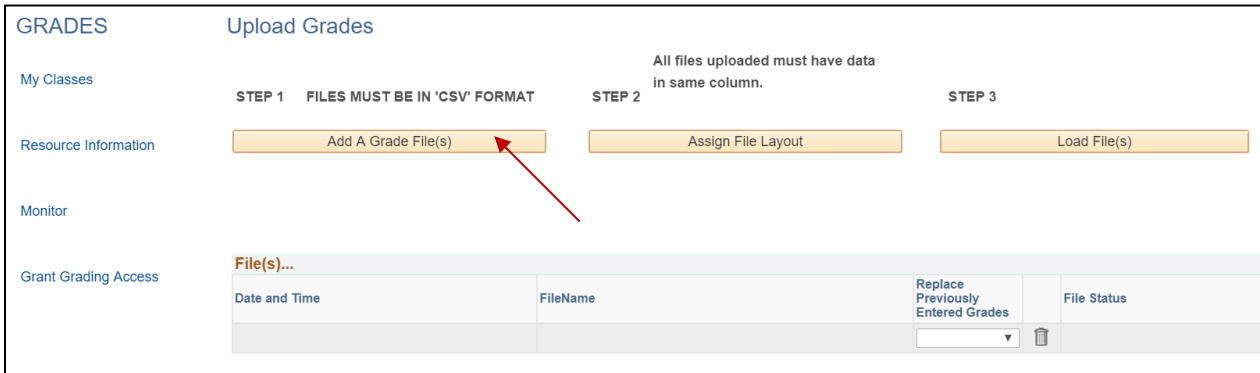 GRADES
Upload Grades
My Classes
All files uploaded must have data
in same column.
STEP 1 FILES MUST BE IN 'CSV' FORMAT
STEP 2
STEP 3
Resource Information
Add A Grade File(s)
Assign File Layout
Load File(s)
Monitor
Grant Grading Access
File(s)...
Date and Time
FileName
Replace
Previously
Entered Grades
File Status